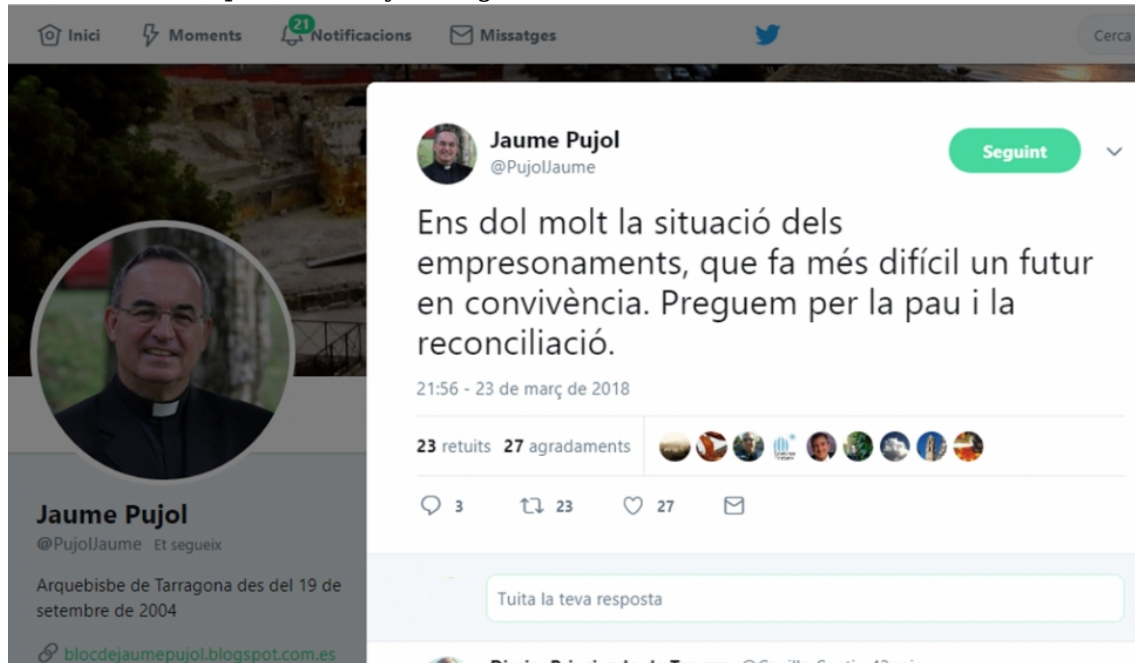 Inici Moments 21 Notificacions Missatges Cerca
Jaume Pujol
@PujolJaume
Seguint
Ens dol molt la situació dels
empresonaments, que fa més difícil un futur
en convivència. Preguem per la pau i la
reconciliació.
21:56 - 23 de març de 2018
23 retuits 27 agradaments
3 23 27
Tuita la teva resposta
Jaume Pujol
@PujolJaume Et segueix
Arquebisbe de Tarragona des del 19 de
setembre de 2004
blocdejaumepujol.blogspot.com.es